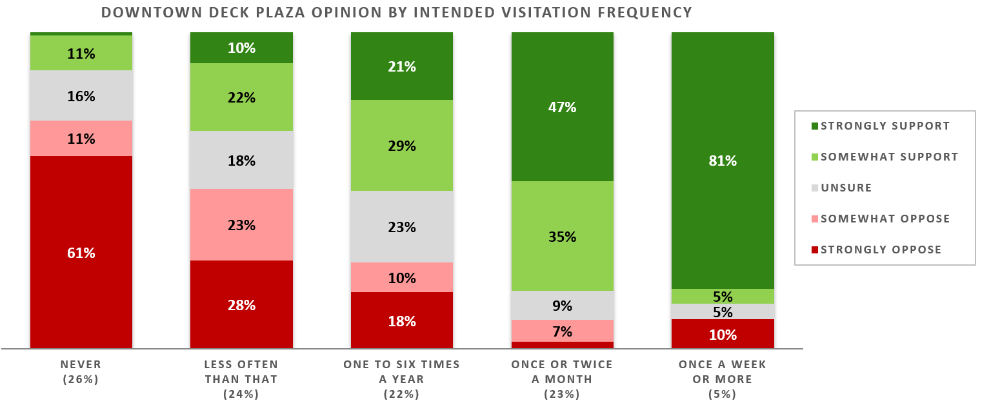 DOWNTOWN DECK PLAZA OPINION BY INTENDED VISITATION FREQUENCY
11%
16%
11%
61%
10%
22%
18%
23%
28%
21%
29%
23%
10%
18%
47%
35%
9%
7%
81%
5%
5%
10%
STRONGLY SUPPORT
SOMEWHAT SUPPORT
UNSURE
SOMEWHAT OPPOSE
STRONGLY OPPOSE
NEVER
(26%)
LESS OFTEN
THAN THAT
(24%)
ONE TO SIX TIMES
A YEAR
(22%)
ONCE OR TWICE
A MONTH
(23%)
ONCE A WEEK
OR MORE
(5%)